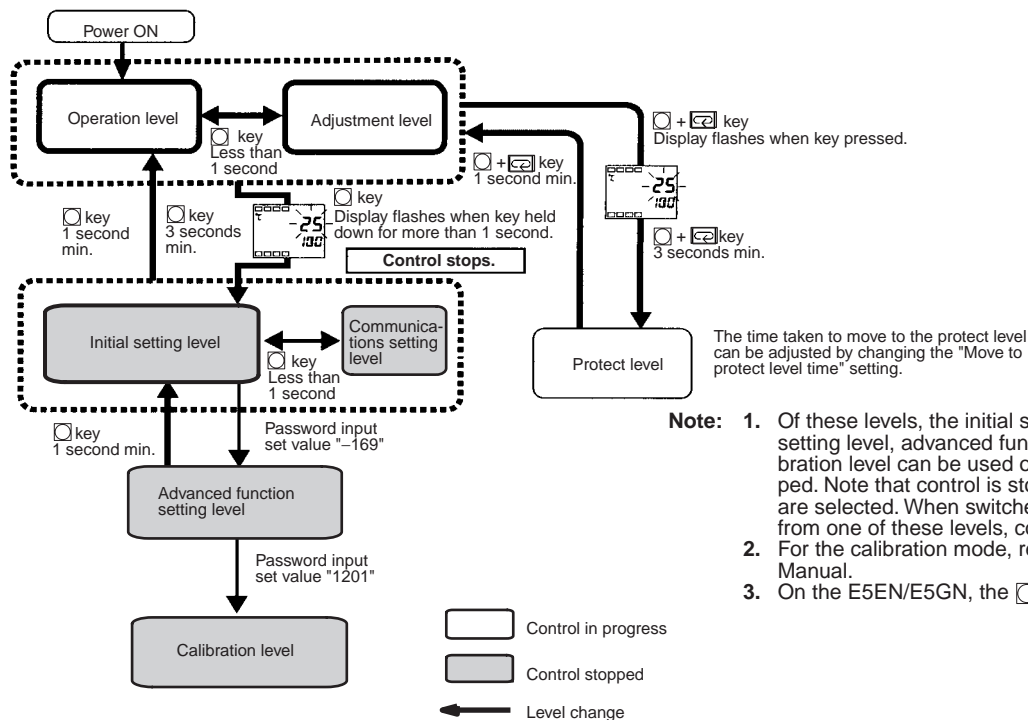 Power ON
Operation level
Adjustment level
key
Less than
1 second
key
1 second
min.
key
3 seconds
min.
25
100
key
Display flashes when key held
down for more than 1 second.
Control stops.
+ key
1 second min.
+ key
Display flashes when key pressed.
25
100
+ key
3 seconds min.
Initial setting level
key
Less than
1 second
Communica-
tions setting
level
Protect level
The time taken to move to the protect level
can be adjusted by changing the "Move to
protect level time" setting.
key
1 second min.
Password input
set value "–169"
Advanced function
setting level
Password input
set value "1201"
Calibration level
Control in progress
Control stopped
Level change
Note: 1. Of these levels, the initial s
setting level, advanced fun
bration level can be used o
ped. Note that control is sto
are selected. When switche
from one of these levels, co
2. For the calibration mode, re
Manual.
3. On the E5EN/E5GN, the